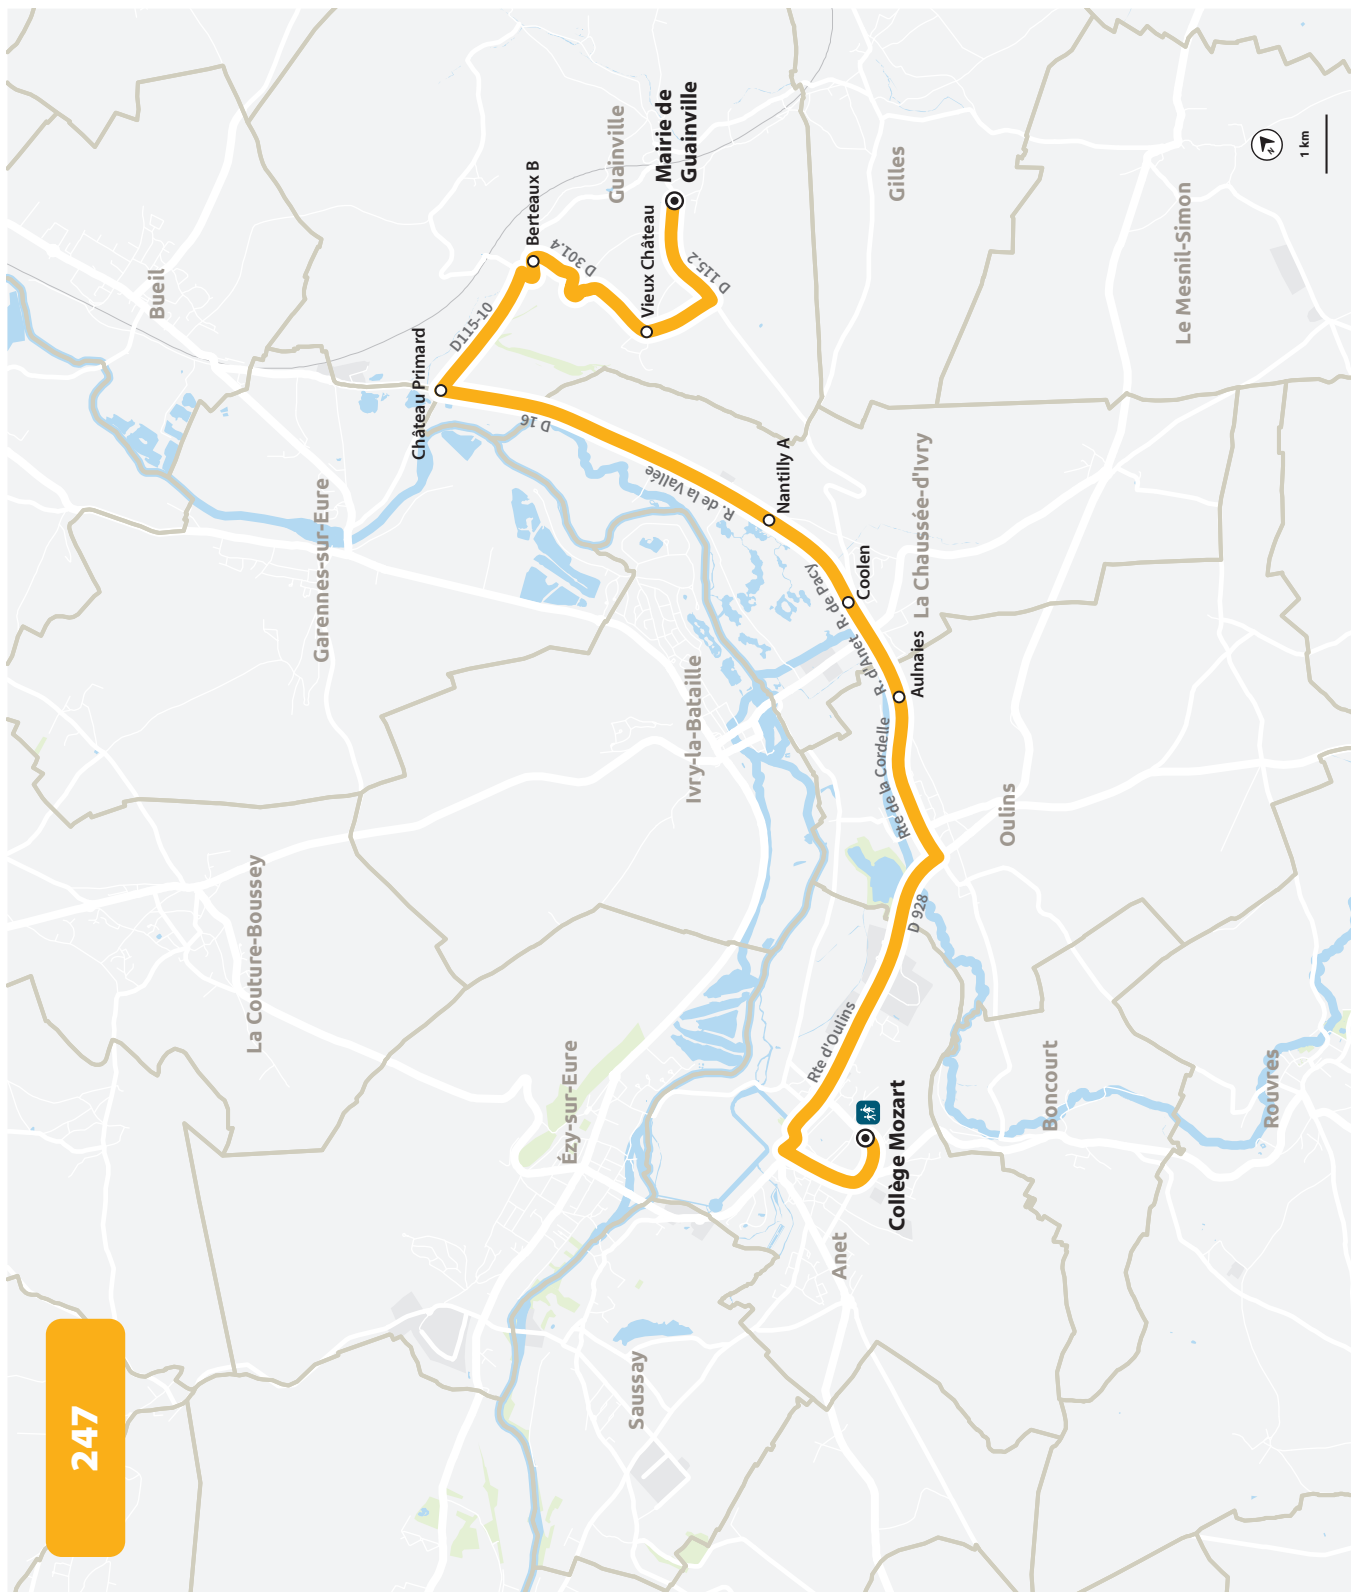 247
La Couture-Boussey
Garennes-sur-Eure
Bueil
Château Primard
D115-10
Berteaux B
D 301.4
Guainville
Vieux Château
Mairie de
Guainville
D 115.2
D 16
R. de la Vallée
Nantilly A
R. de Pacy
Coolen
R. d'Anet
Aulnaies
Rte de la Cordelle
La Chaussée-d'Ivry
Gilles
Le Mesnil-Simon
Ivry-la-Bataille
Oulins
D 928
Rte d'Oulins
Collège Mozart
Ézy-sur-Eure
Saussay
Anet
Boncourt
Rouvres
N
1 km